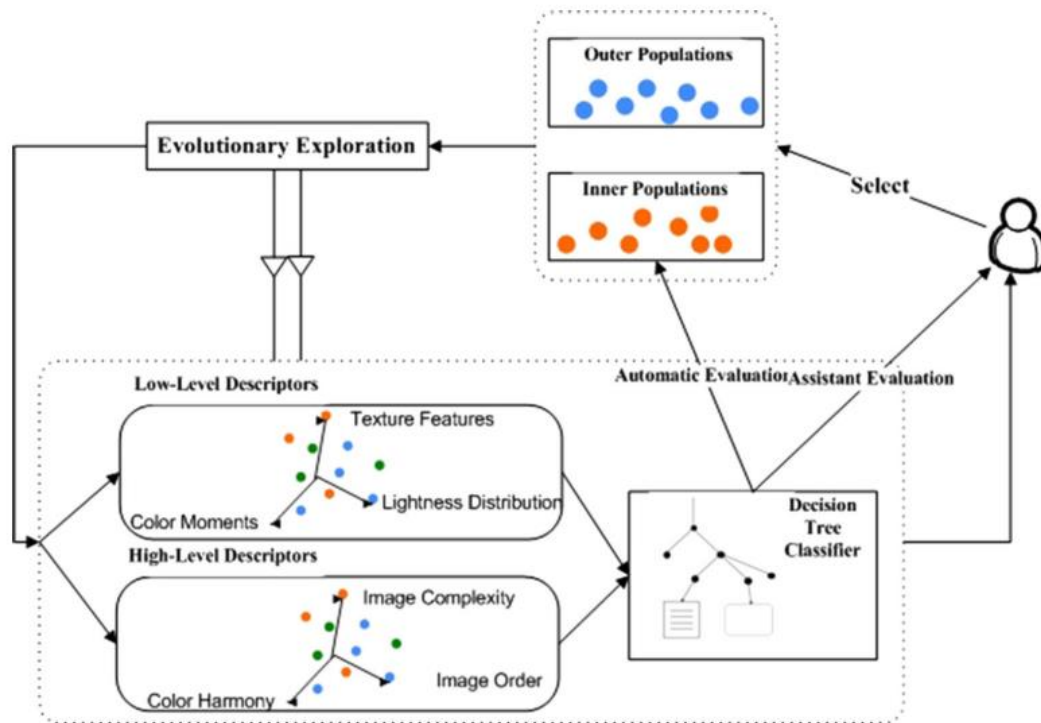 Outer Populations
Evolutionary Exploration
Inner Populations
Select
Low-Level Descriptors
Automatic Evaluation
Assistant Evaluation
Texture Features
Lightness Distribution
Color Moments
High-Level Descriptors
Decision
Tree
Classifier
Image Complexity
Image Order
Color Harmony